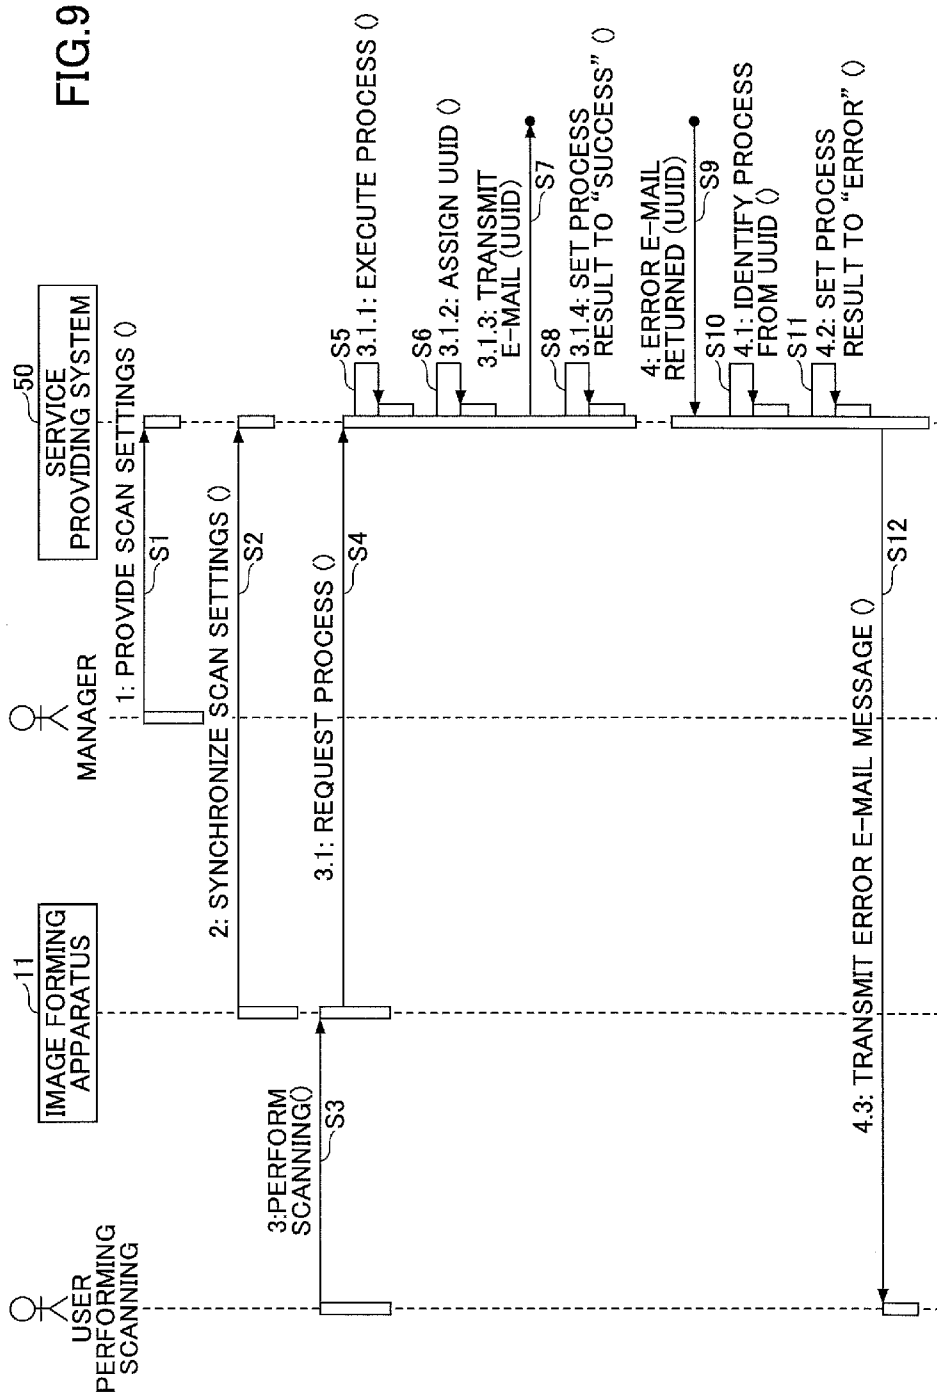 FIG.9
USER
PERFORMING
SCANNING
11
IMAGE FORMING
APPARATUS
MANAGER
50
SERVICE
PROVIDING SYSTEM
1: PROVIDE SCAN SETTINGS ()
S1
2: SYNCHRONIZE SCAN SETTINGS ()
S2
3:PERFORM
SCANNING()
S3
3.1: REQUEST PROCESS ()
S4
S5
3.1.1: EXECUTE PROCESS ()
S6
3.1.2: ASSIGN UUID ()
3.1.3: TRANSMIT
E-MAIL (UUID)
S7
S8
3.1.4: SET PROCESS
RESULT TO "SUCCESS" ()
4: ERROR E-MAIL
RETURNED (UUID)
S9
S10
4.1: IDENTIFY PROCESS
FROM UUID ()
S11
4.2: SET PROCESS
RESULT TO "ERROR" ()
4.3: TRANSMIT ERROR E-MAIL MESSAGE ()
S12